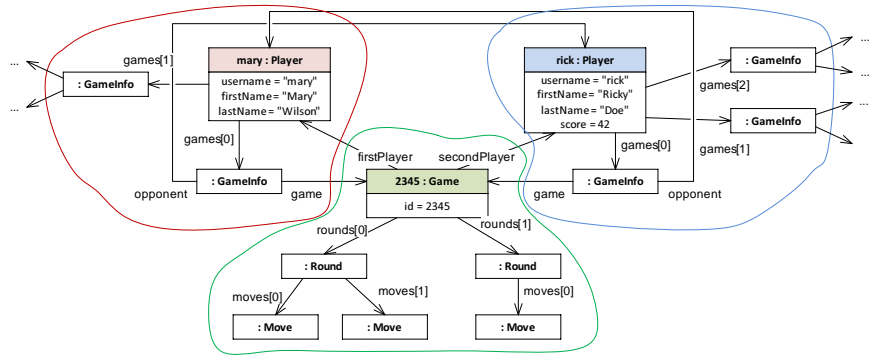 games[1]
mary : Player
username = "mary"
firstName = "Mary"
lastName = "Wilson"
rick : Player
username = "rick"
firstName = "Ricky"
lastName = "Doe"
score = 42
: GameInfo
games[2]
...
...
...
...
: GameInfo
...
: GameInfo
games[1]
games[0]
games[0]
firstPlayer
secondPlayer
: GameInfo
opponent
game
2345 : Game
id = 2345
game
: GameInfo
opponent
rounds[0]
rounds[1]
: Round
: Round
moves[0]
moves[1]
moves[0]
: Move
: Move
: Move